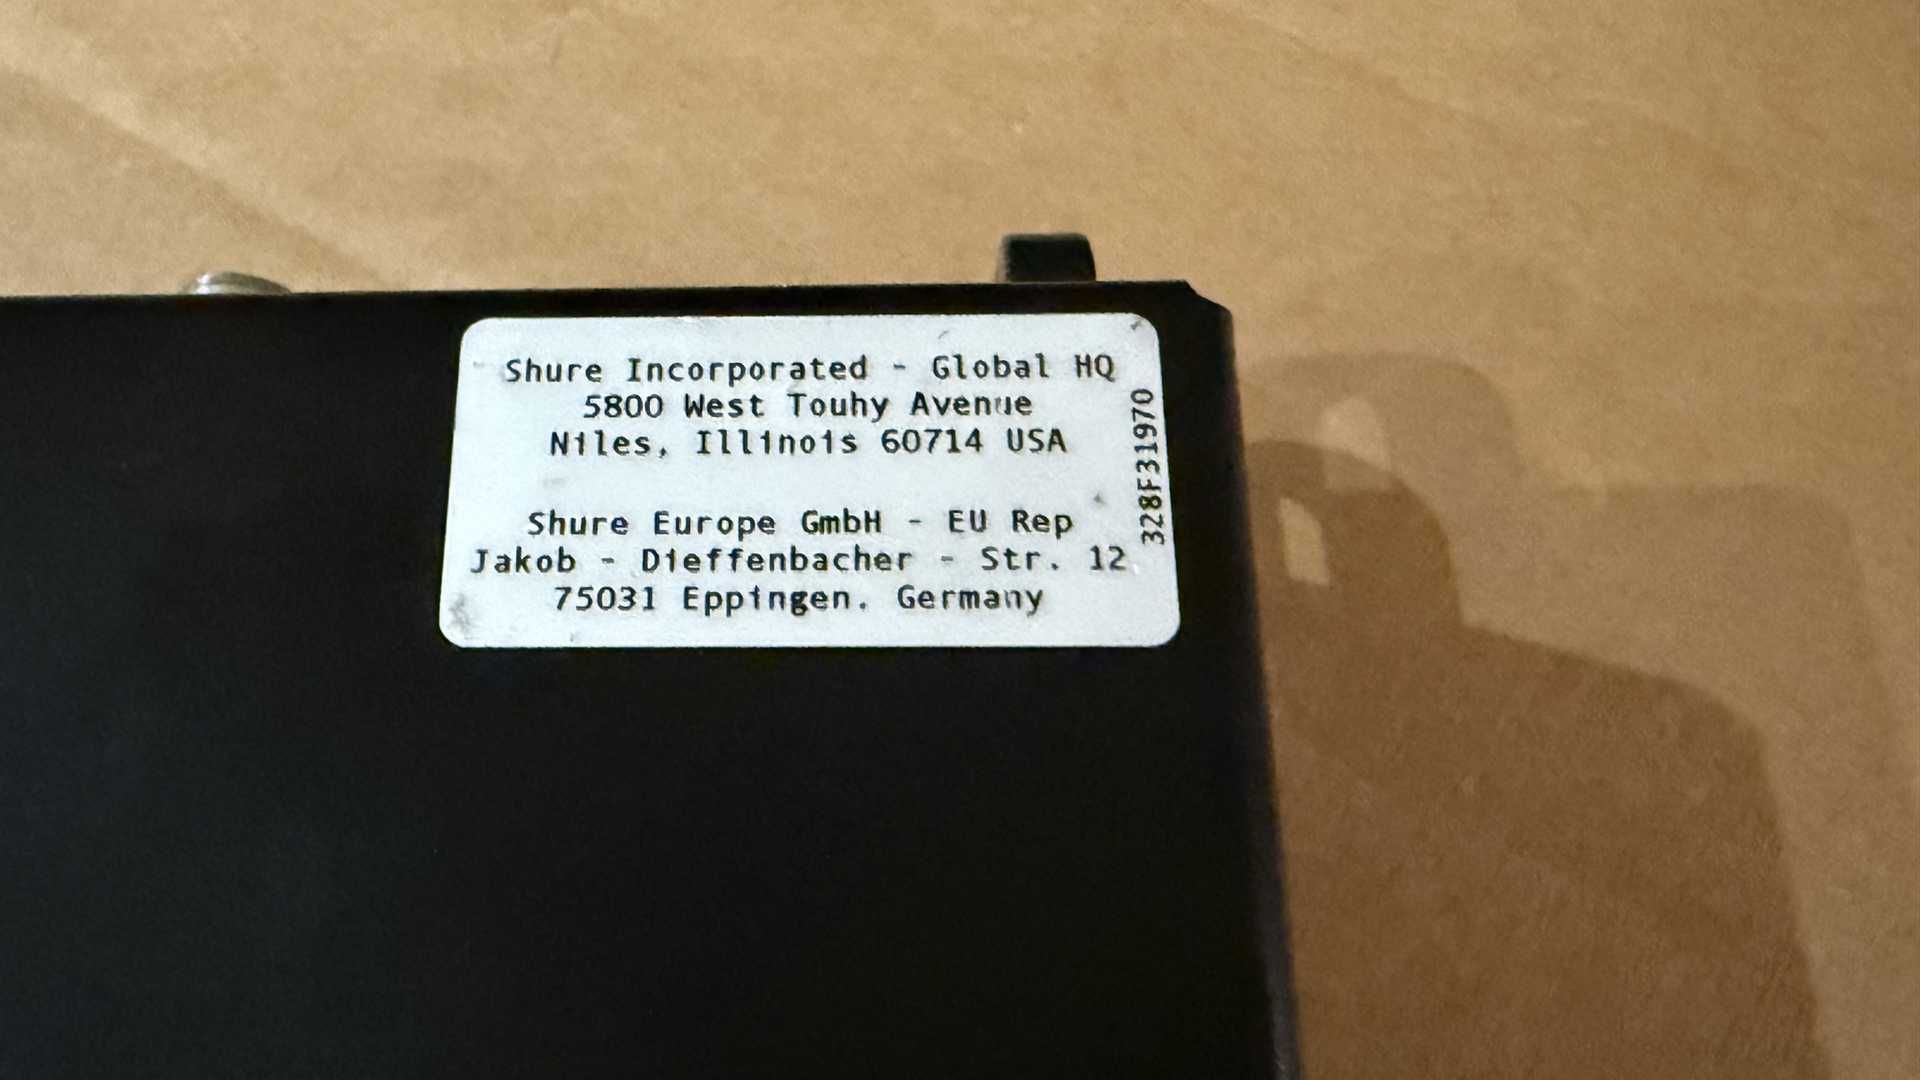 Shure Incorporated - Global HQ
5800 West Touhy Avenue
Niles, Illinois 60714 USA
Shure Europe GmbH - EU Rep
Jakob - Dieffenbacher - Str. 12
75031 Eppingen, Germany
328F31970